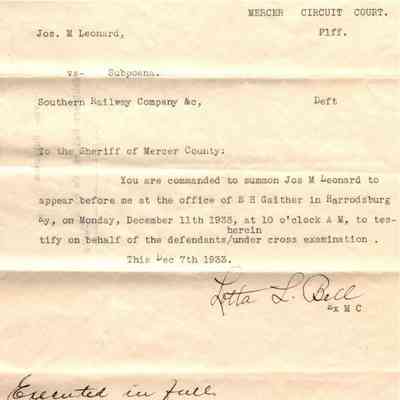 MERCER CIRCUIT COURT.
Jos. M Leonard, Plff.
vs- Subpoena.
Southern Railway Company &c, Deft
To the Sheriff of Mercer County:
You are commanded to summon Jos M Leonard to
appear before me at the office of E H Gaither in Harrodsburg
Ky., on Monday, December 11th 1933, at 10 o'clock A M, to tes-
herein
tify on behalf of the defendants/under cross examination .
This Dec 7th 1933.
Letta L. Bell
Ex M C
Executed in full